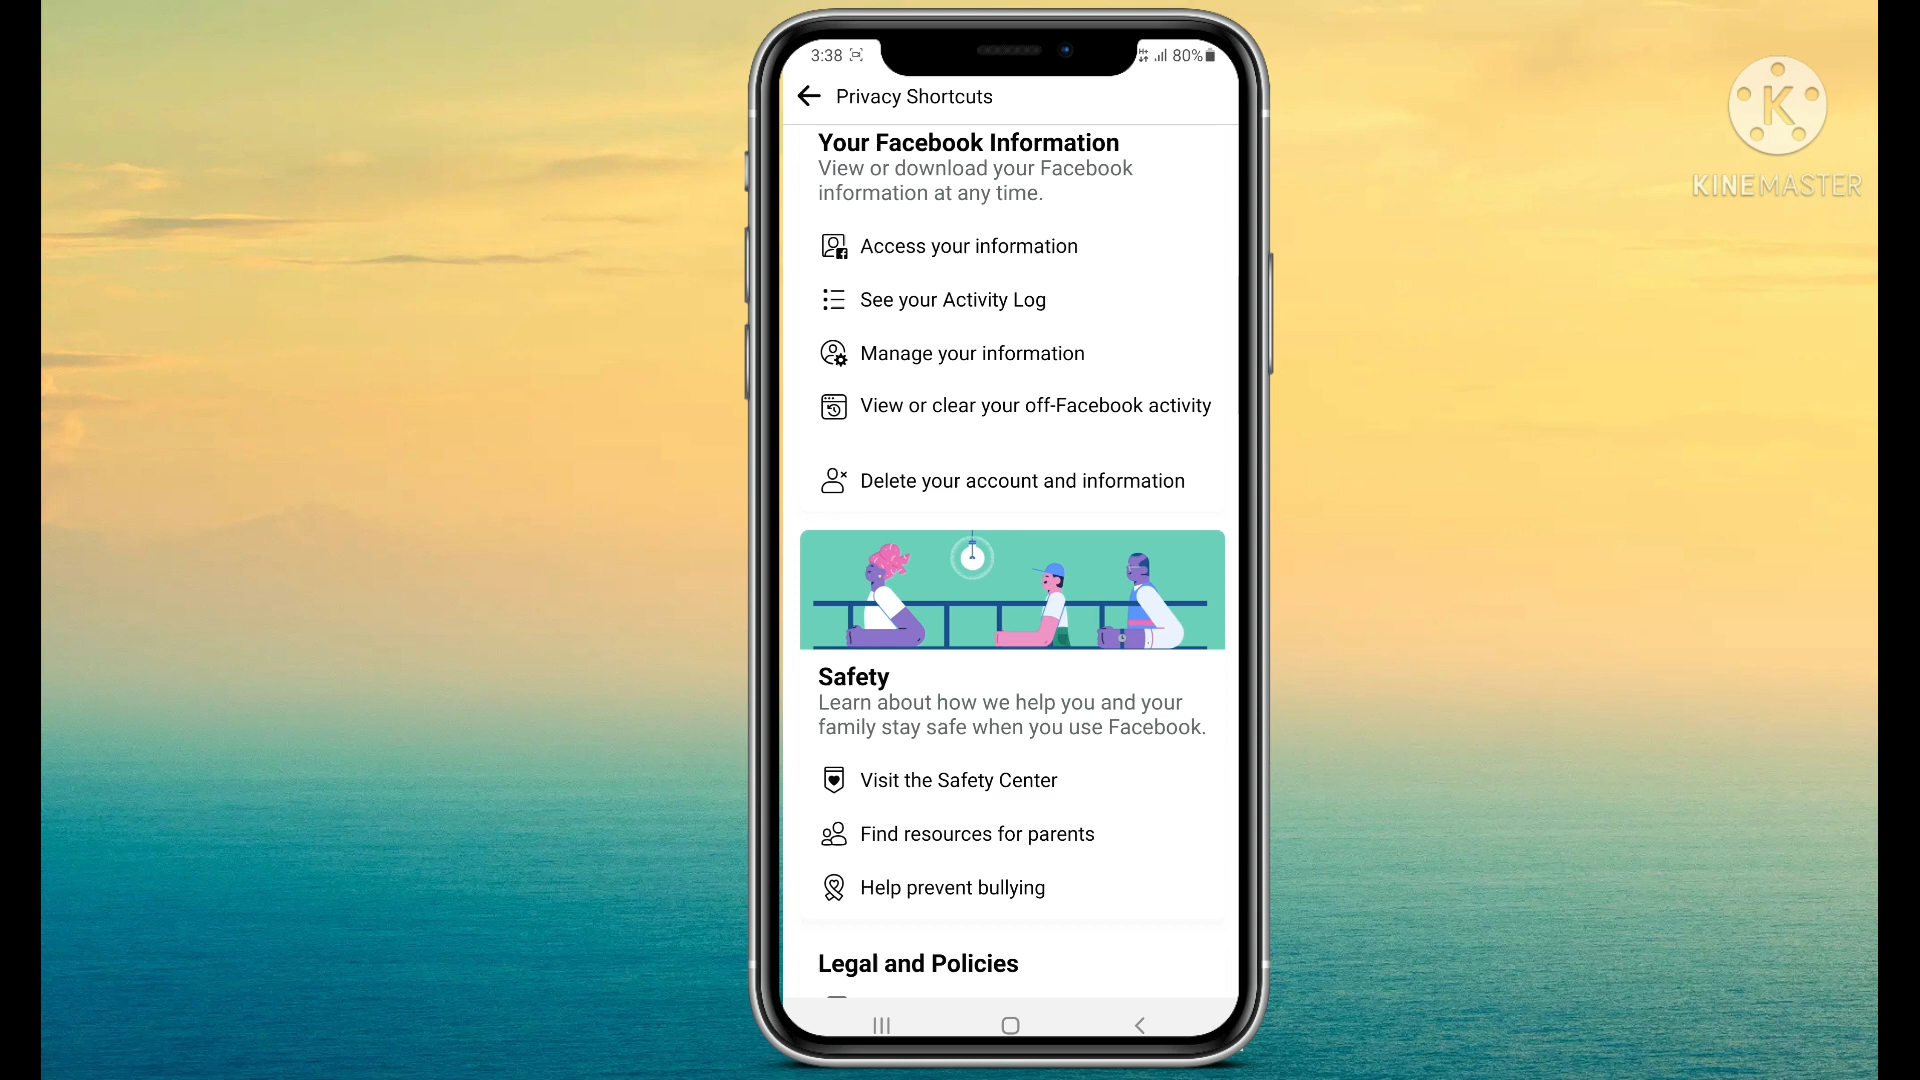 3:38
80%
Privacy Shortcuts
Your Facebook Information
View or download your Facebook
information at any time.
Access your information
See your Activity Log
Manage your information
View or clear your off-Facebook activity
Delete your account and information
Safety
Learn about how we help you and your
family stay safe when you use Facebook.
Visit the Safety Center
Find resources for parents
Help prevent bullying
Legal and Policies
K
KINEMASTER